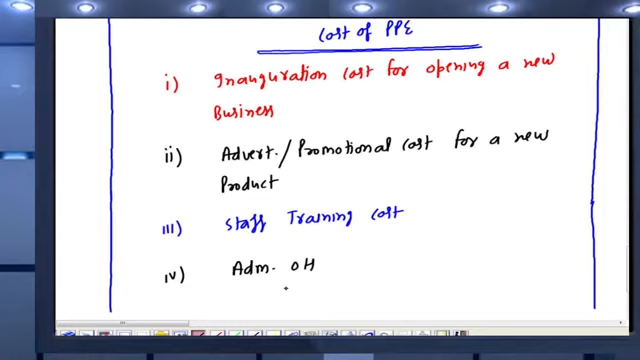 Cost of PPE
i) Inauguration cost for opening a new
Business
ii) Advert./Promotional cost for a new
Product
iii) Staff Training cost
iv) Adm. OH